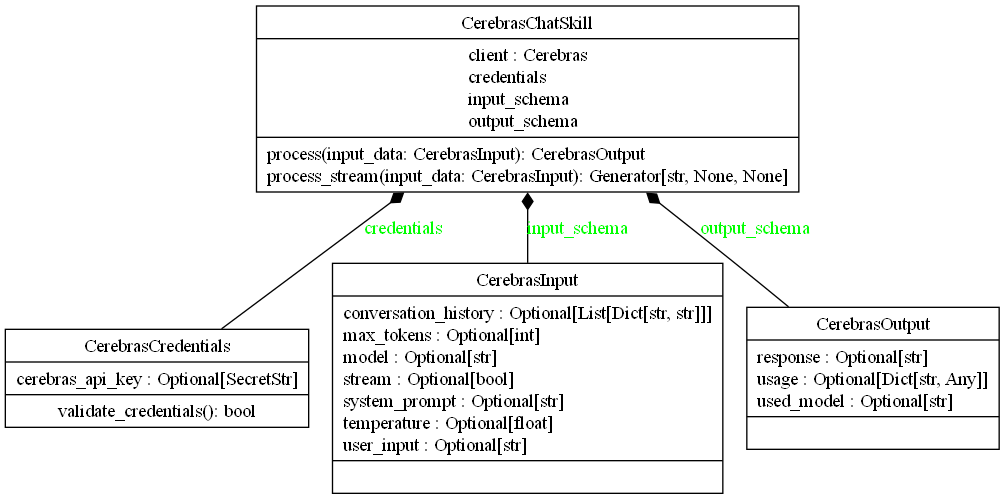 CerebrasChatSkill
client : Cerebras
credentials
input_schema
output_schema
process(input_data: CerebrasInput): CerebrasOutput
process_stream(input_data: CerebrasInput): Generator[str, None, None]
credentials
input_schema
output_schema
CerebrasCredentials
cerebras_api_key : Optional[SecretStr]
validate_credentials(): bool
CerebrasInput
conversation_history : Optional[List[Dict[str, str]]]
max_tokens : Optional[int]
model : Optional[str]
stream : Optional[bool]
system_prompt : Optional[str]
temperature : Optional[float]
user_input : Optional[str]
CerebrasOutput
response : Optional[str]
usage : Optional[Dict[str, Any]]
used_model : Optional[str]